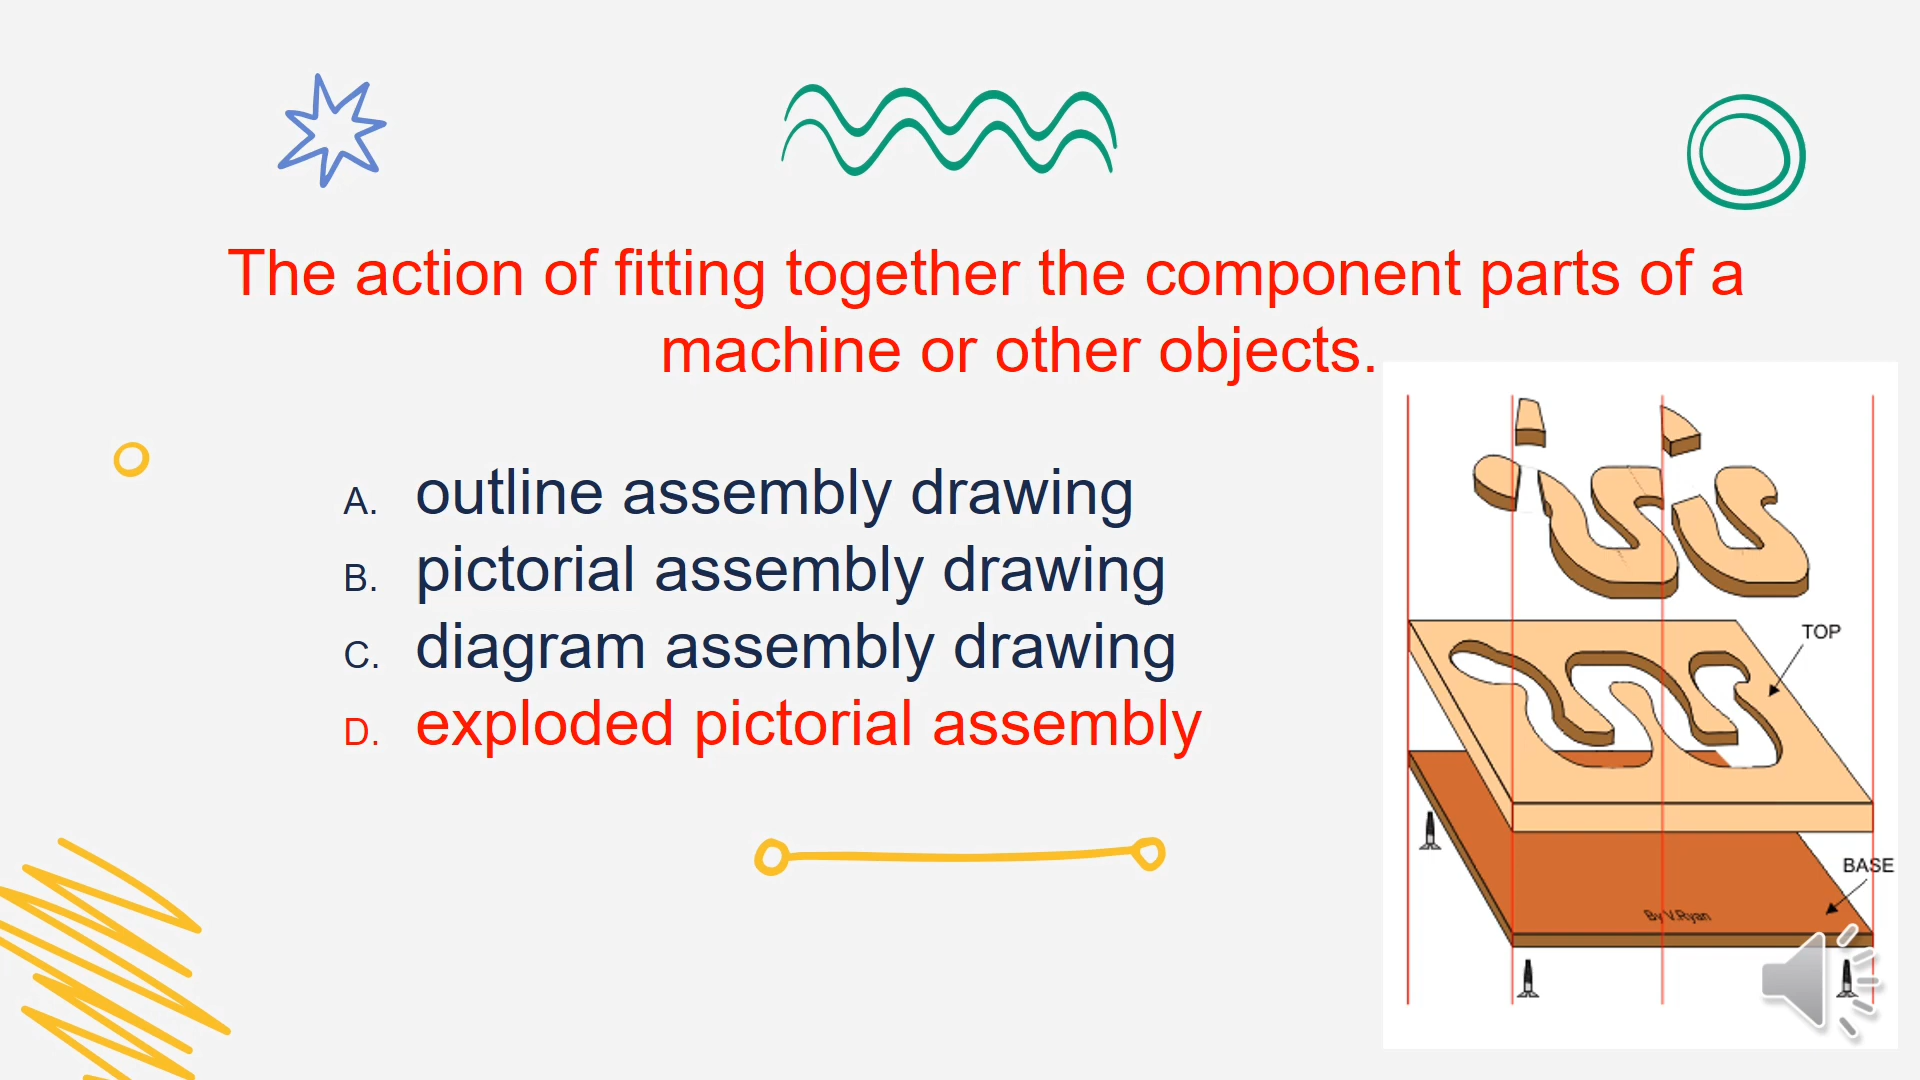 The action of fitting together the component parts of a
machine or other objects.
A. outline assembly drawing
B. pictorial assembly drawing
C. diagram assembly drawing
D. exploded pictorial assembly
TOP
BASE
By V.Ryan